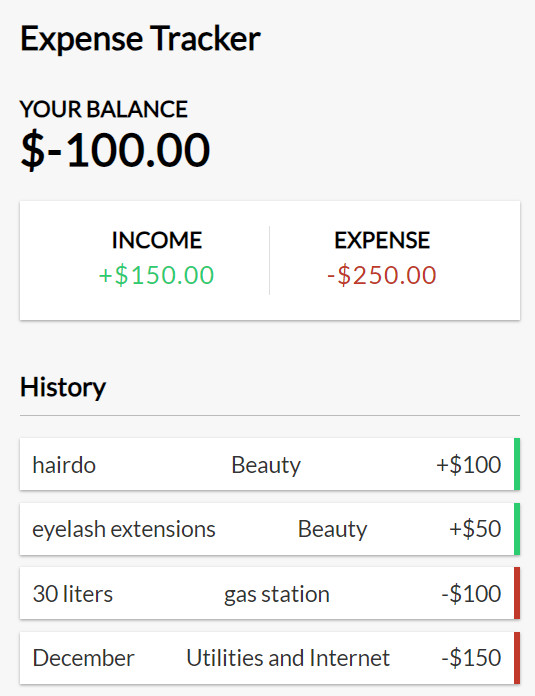 Expense Tracker
YOUR BALANCE
$-100.00
INCOME EXPENSE
+$150.00 -$250.00
History
hairdo Beauty +$100
eyelash extensions Beauty +$50
30 liters gas station -$100
December Utilities and Internet -$150